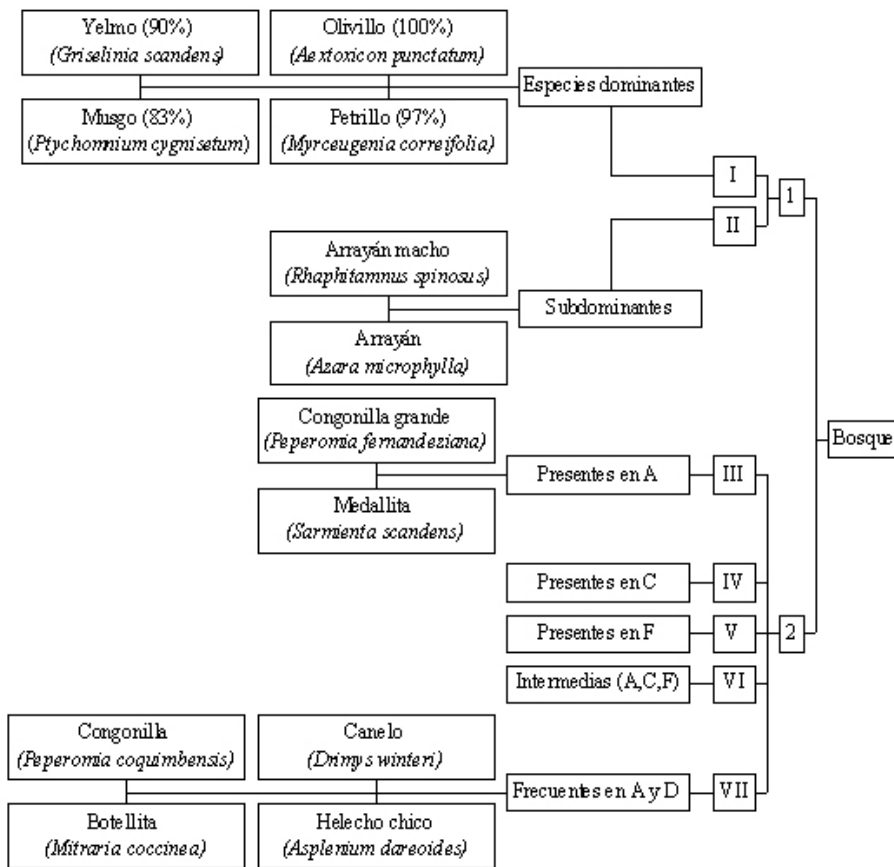 Yelmo (90%)
(Griselinia scandens)
Olivillo (100%)
(Aextoxicon punctatum)
Especies dominantes
Musgo (83%)
(Ptychomnium cygnisetum)
Petrillo (97%)
(Myrceugenia correifolia)
I
1
II
Arrayán macho
(Rhaphitamnus spinosus)
Subdominantes
Arrayán
(Azara microphylla)
Congonilla grande
(Peperomia fernandeziana)
Bosque
Presentes en A
III
Medallita
(Sarmienta scandens)
Presentes en C
IV
Presentes en F
V
2
Intermedias (A,C,F)
VI
Congonilla
(Peperomia coquimbensis)
Canelo
(Drimys winteri)
Frecuentes en A y D
VII
Botellita
(Mitraria coccinea)
Helecho chico
(Asplenium dareoides)